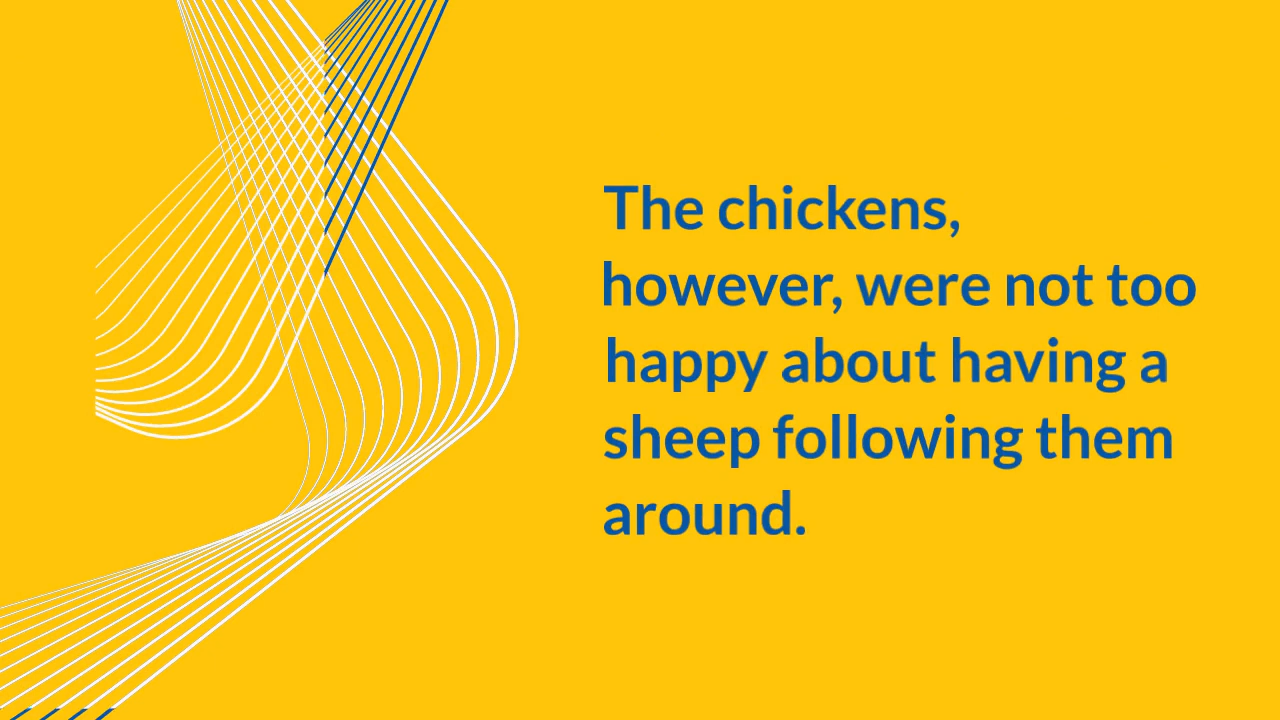 The chickens,
however, were not too
happy about having a
sheep following them
around.